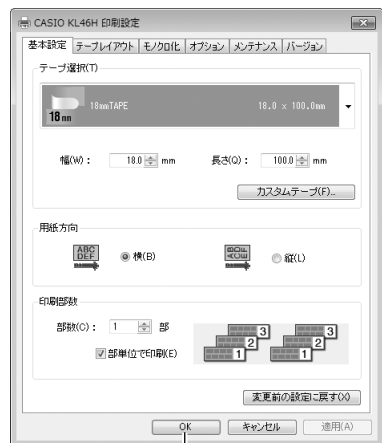 CASIO KL46H 印刷設定
基本設定 テープレイアウト モノクロ化 オプション メンテナンス バージョン
テープ選択(T)
18mmTAPE 18.0 x 100.0mm
18 mm
幅(W)： 18.0 mm 長さ(Q)： 100.0 mm
カスタムテープ(F)...
用紙方向
ABC
DEF
横(B)
ABC
DEF
縦(L)
印刷部数
部数(C)： 1 部
部単位で印刷(E)
3 3
2 2
1 1
変更前の設定に戻す(X)
OK キャンセル 適用(A)